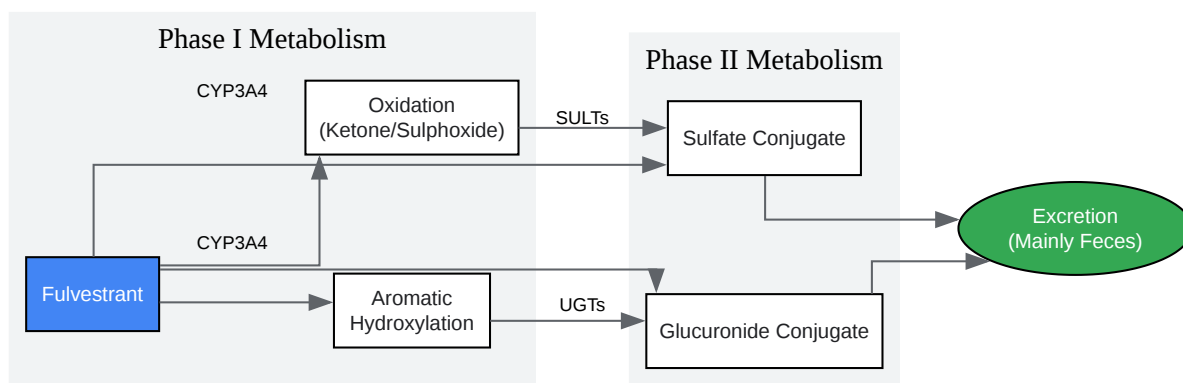 Phase I Metabolism
Phase II Metabolism
CYP3A4
Oxidation
(Ketone/Sulphoxide)
SULTs
Sulfate Conjugate
CYP3A4
Excretion
(Mainly Feces)
Fulvestrant
Aromatic
Hydroxylation
UGTs
Glucuronide Conjugate